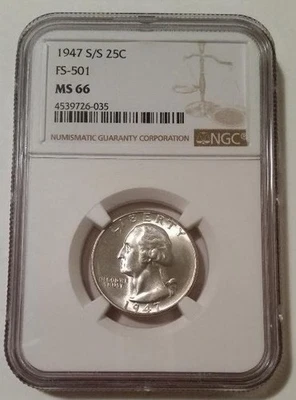 1947 S/S 25C
FS-501
MS 66
4539726-035
NUMISMATIC GUARANTY CORPORATION
NGC
LIBERTY
IN GOD WE
TRUST
1947